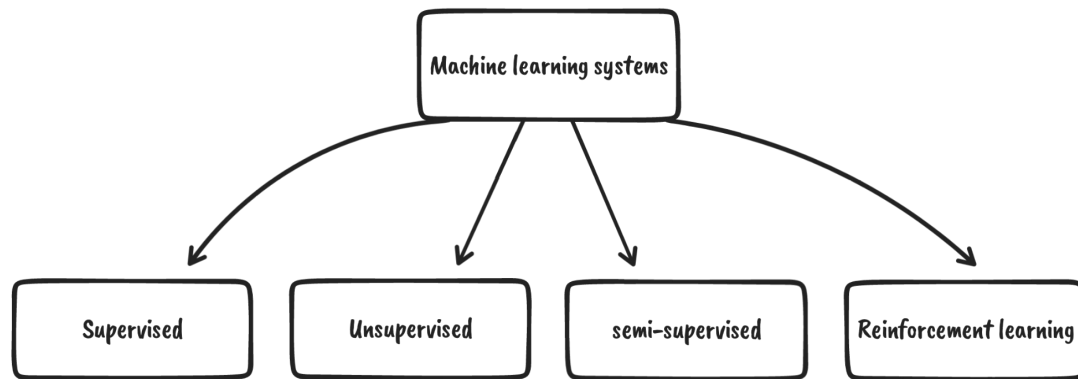 Machine learning systems
Supervised
Unsupervised
semi-supervised
Reinforcement learning